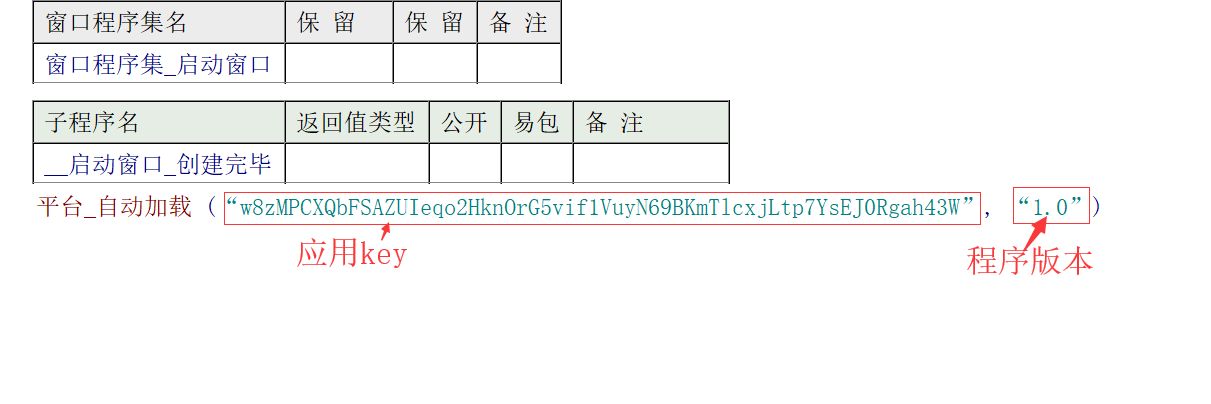 窗口程序集名 保 留 保 留 备 注
窗口程序集_启动窗口
子程序名 返回值类型 公开 易包 备 注
__启动窗口_创建完毕
平台_自动加载 (“w8zMPCXQbFSAZUIeqo2HknOrG5vif1VuyN69BKmTlcxjLtp7YsEJ0Rgah43W”, “1.0”)
应用key
程序版本